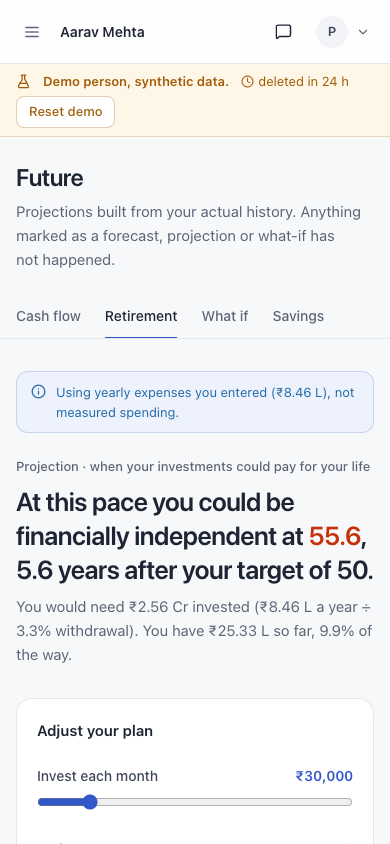 Aarav Mehta
P
Demo person, synthetic data. deleted in 24 h
Reset demo
Future
Projections built from your actual history. Anything
marked as a forecast, projection or what-if has
not happened.
Cash flow Retirement What if Savings
Using yearly expenses you entered (₹8.46 L), not
measured spending.
Projection · when your investments could pay for your life
At this pace you could be
financially independent at 55.6,
5.6 years after your target of 50.
You would need ₹2.56 Cr invested (₹8.46 L a year ÷
3.3% withdrawal). You have ₹25.33 L so far, 9.9% of
the way.
Adjust your plan
Invest each month ₹30,000